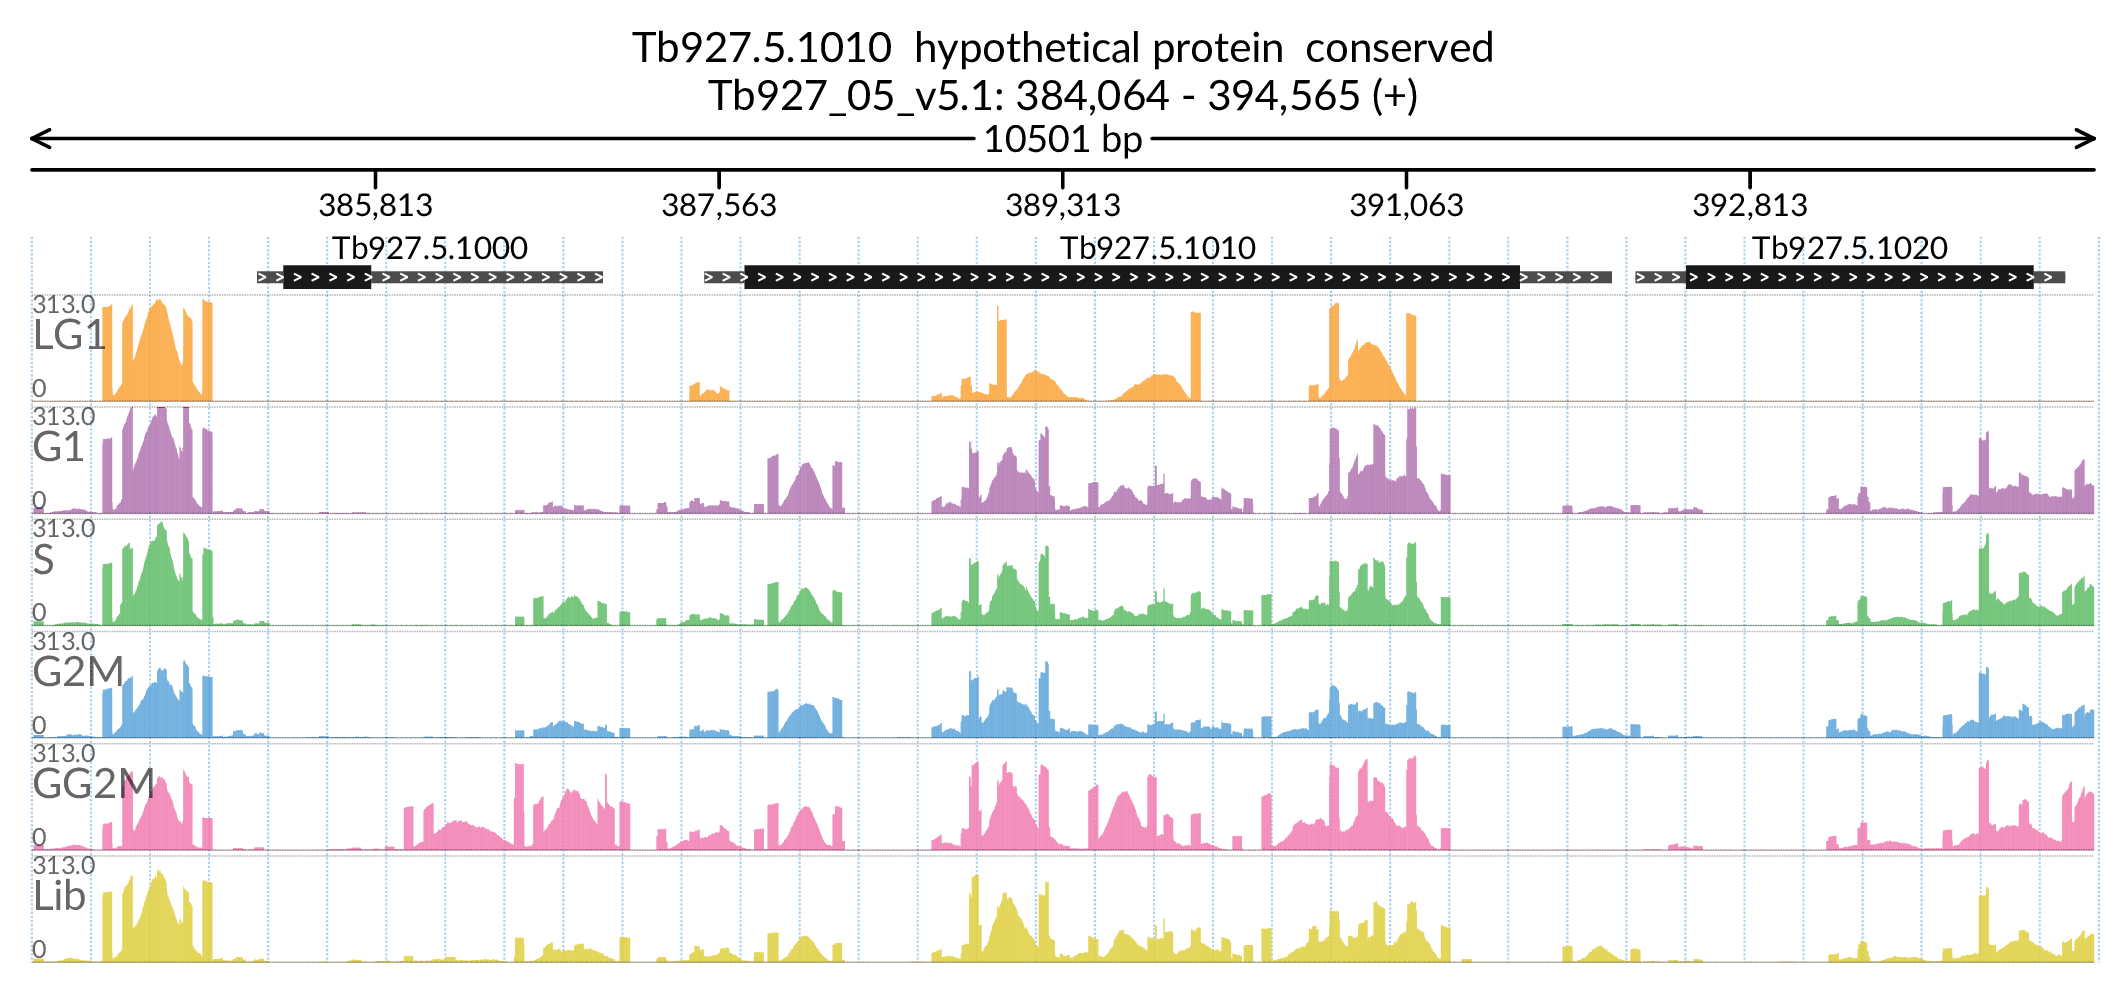 Tb927.5.1010  hypothetical protein  conserved
Tb927_05_v5.1: 384,064 - 394,565 (+)
10501 bp
385,813 387,563 389,313 391,063 392,813
Tb927.5.1000 Tb927.5.1010 Tb927.5.1020
313.0
LG1
0
313.0
G1
0
313.0
S
0
313.0
G2M
0
313.0
GG2M
0
313.0
Lib
0